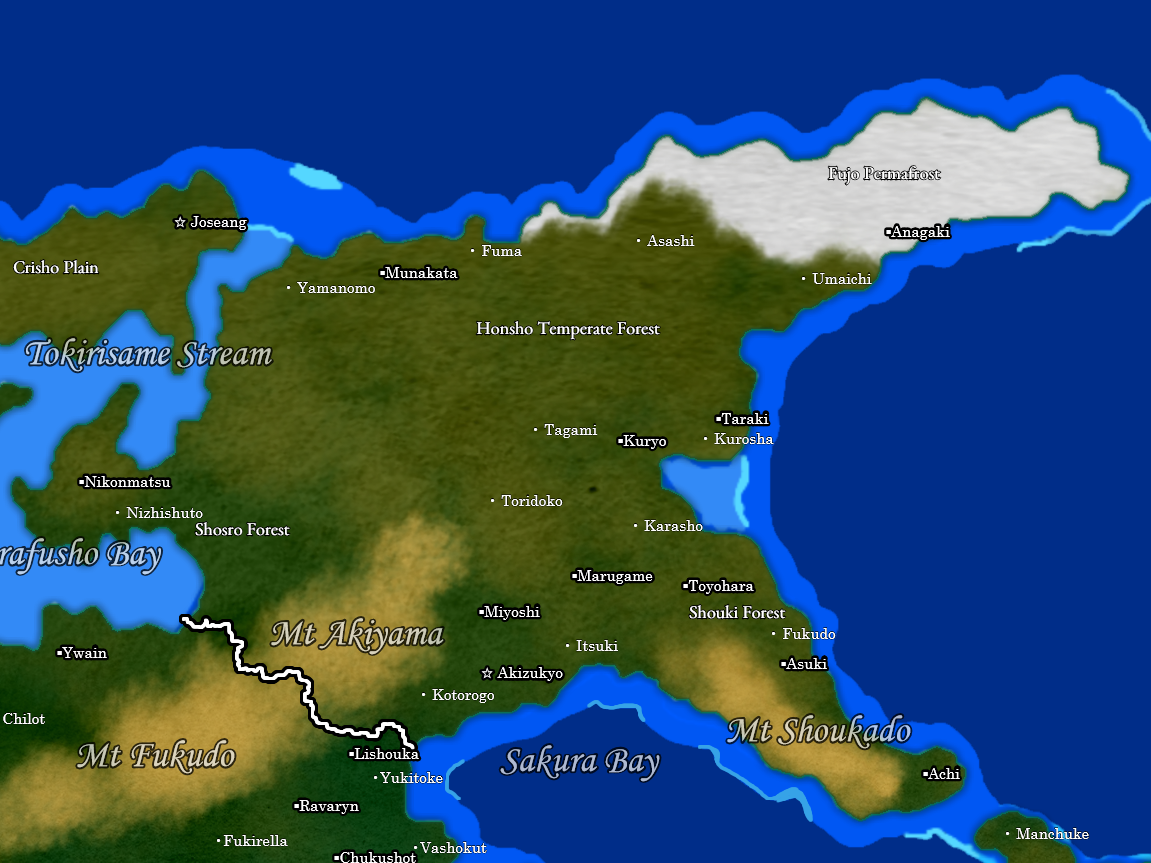 Fujo Permafrost
Joseang
Anagaki
Asashi
Fuma
Crisho Plain
Munakata
Umaichi
Yamanomo
Honsho Temperate Forest
Tokirisame Stream
Taraki
Tagami
Kuryo
Kurosha
Nikonmatsu
Toridoko
Nizhishuto
Karasho
Shosro Forest
rafusho Bay
Marugame
Toyohara
Miyoshi
Shouki Forest
Mt Akiyama
Fukudo
Itsuki
Ywain
Asuki
Akizukyo
Kotorogo
Chilot
Mt Shoukado
Mt Fukudo
Lishouka
Sakura Bay
Achi
Yukitoke
Ravaryn
Manchuke
Fukirella
Vashokut
Chukushot